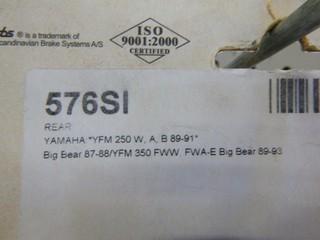 ® is a trademark of
Scandinavian Brake Systems A/S
ISO
9001:2000
CERTIFIED
576SI
REAR
YAMAHA "YFM 250 W, A, B 89-91"
Big Bear 87-88/YFM 350 FWW, FWA-E Big Bear 89-93